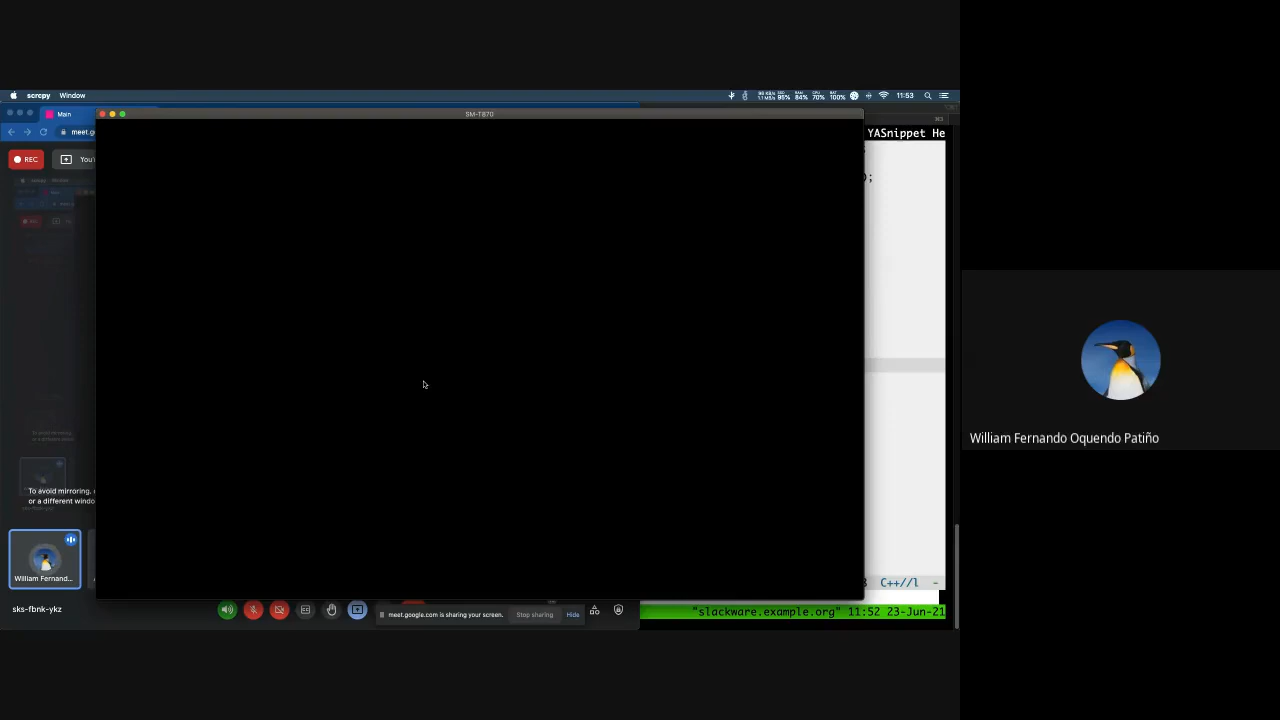 scrcpy Window
11:53
Main
SM-T870
meet.g
YASnippet He
REC
You'
);
To avoid mirroring,
or a different windo
William Fernand...
William Fernando Oquendo Patiño
C++//l -
sks-fbnk-ykz
meet.google.com is sharing your screen. Stop sharing Hide
"slackware.example.org" 11:52 23-Jun-21